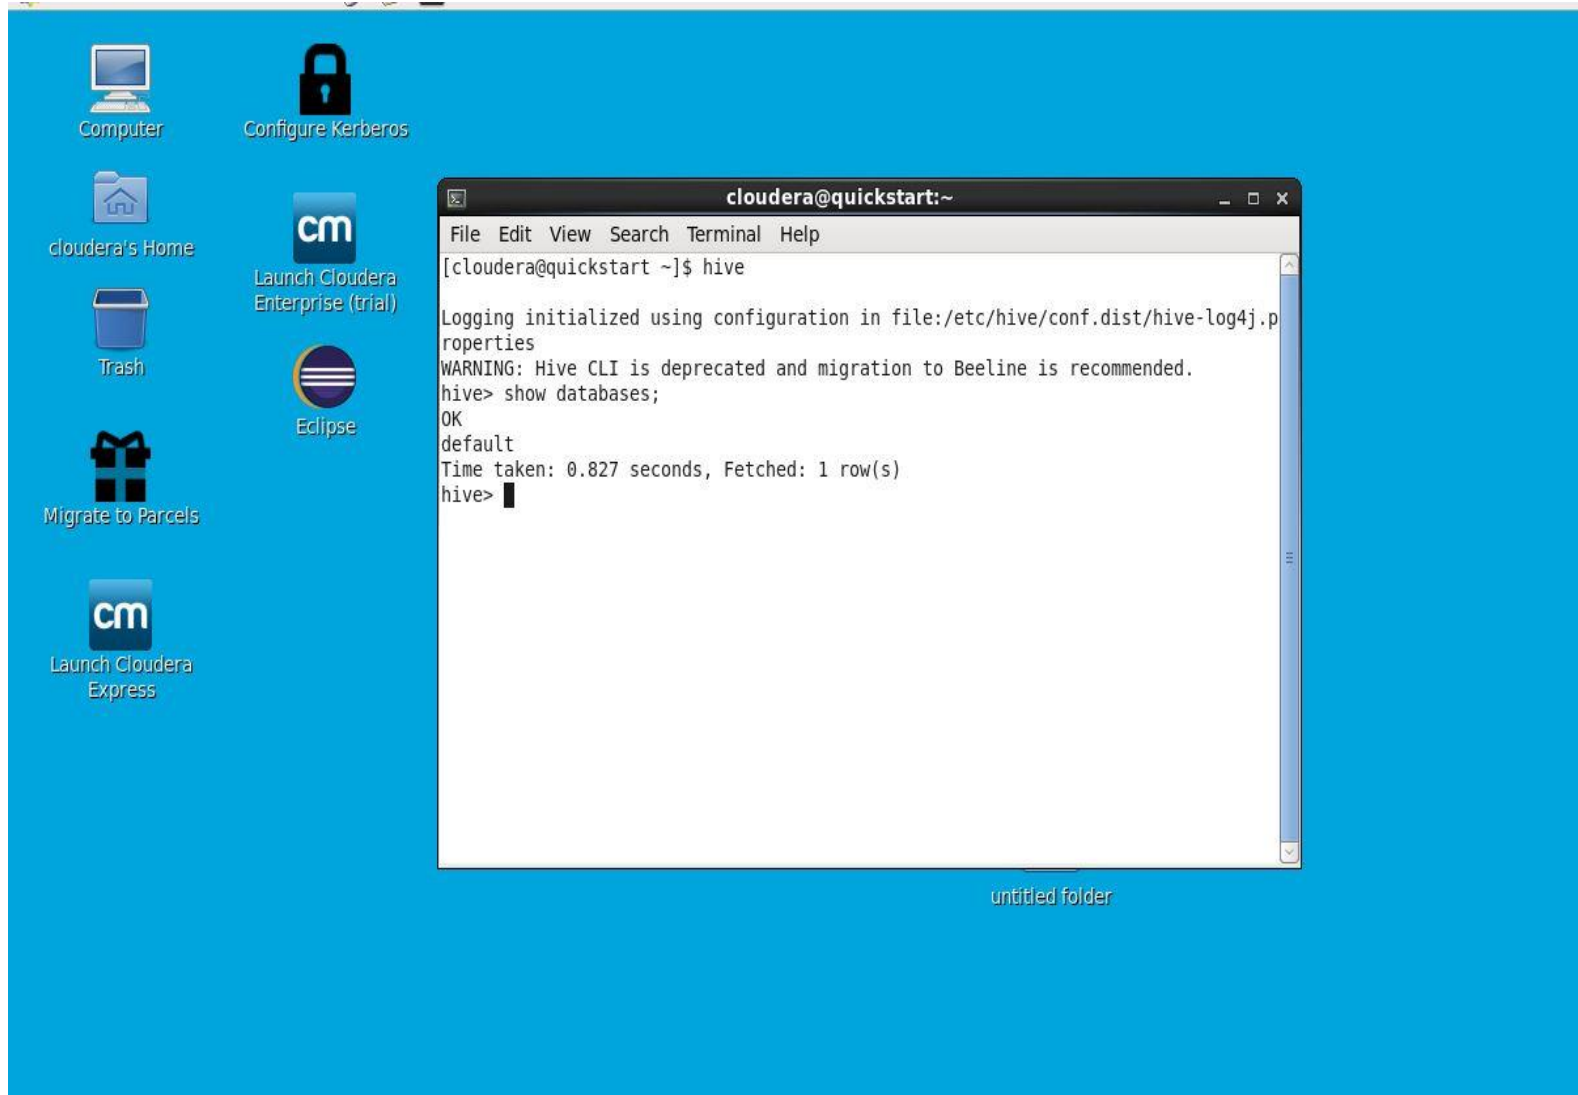 Computer
Configure Kerberos
cloudera's Home
cm
Launch Cloudera
Enterprise (trial)
Trash
Eclipse
Migrate to Parcels
cm
Launch Cloudera
Express
cloudera@quickstart:~
File Edit View Search Terminal Help
[cloudera@quickstart ~]$ hive
Logging initialized using configuration in file:/etc/hive/conf.dist/hive-log4j.p
roperties
WARNING: Hive CLI is deprecated and migration to Beeline is recommended.
hive> show databases;
OK
default
Time taken: 0.827 seconds, Fetched: 1 row(s)
hive>
untitled folder